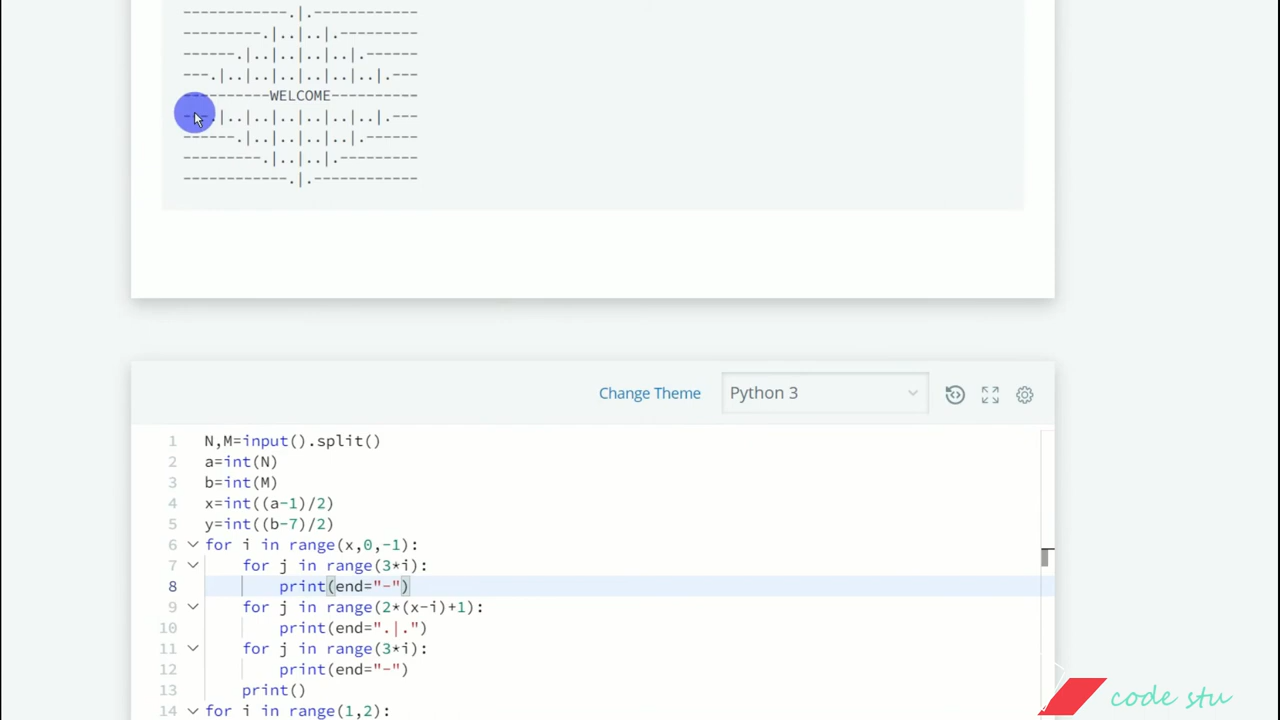 ------------.|.------------
---------.|..|..|.---------
------.|..|..|..|..|.------
---.|..|..|..|..|..|..|.---
----------WELCOME----------
---.|..|..|..|..|..|..|.---
------.|..|..|..|..|.------
---------.|..|..|.---------
------------.|.------------
Change Theme Python 3
1 N,M=input().split()
2 a=int(N)
3 b=int(M)
4 x=int((a-1)/2)
5 y=int((b-7)/2)
6 for i in range(x,0,-1):
7     for j in range(3*i):
8         print(end="-")
9     for j in range(2*(x-i)+1):
10         print(end=".|.")
11     for j in range(3*i):
12         print(end="-")
13     print()
14 for i in range(1,2):
code stu